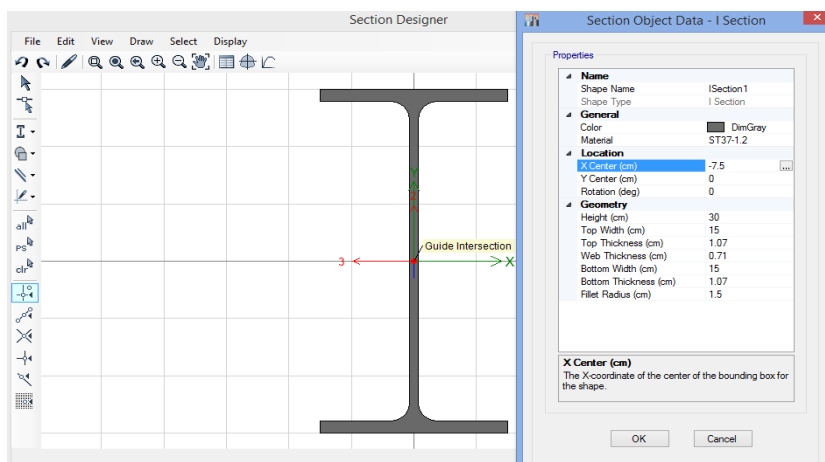 Section Designer
File Edit View Draw Select Display
all
PS
clr
Y
2
Guide Intersection
3
X
Section Object Data - I Section
Properties
Name
Shape Name ISection1
Shape Type I Section
General
Color DimGray
Material ST37-1.2
Location
X Center (cm) -7.5 ...
Y Center (cm) 0
Rotation (deg) 0
Geometry
Height (cm) 30
Top Width (cm) 15
Top Thickness (cm) 1.07
Web Thickness (cm) 0.71
Bottom Width (cm) 15
Bottom Thickness (cm) 1.07
Fillet Radius (cm) 1.5
X Center (cm)
The X-coordinate of the center of the bounding box for
the shape.
OK Cancel